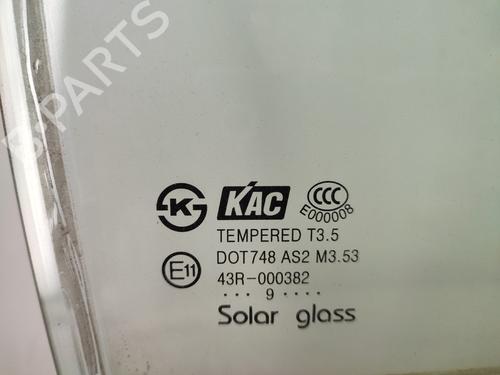 B-PARTS
K KAC CCC
E000008
TEMPERED T3.5
DOT748 AS2 M3.53
E11 43R-000382
... 9 ....
Solar glass